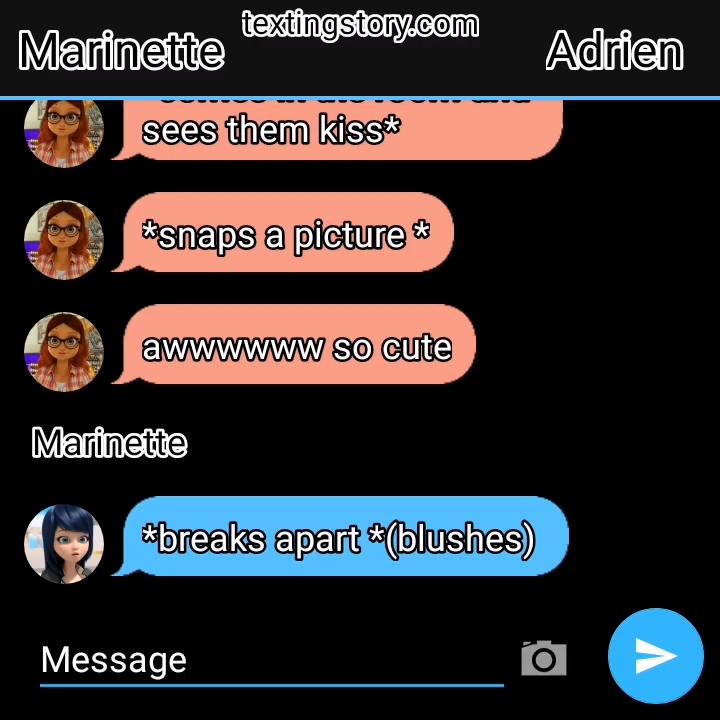 textingstory.com
Marinette Adrien
sees them kiss*
*snaps a picture *
awwwwww so cute
Marinette
*breaks apart *(blushes)
Message